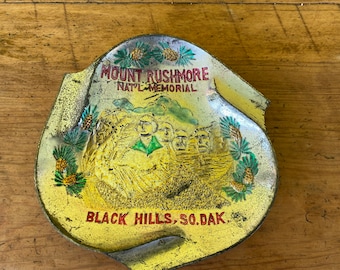 MOUNT RUSHMORE
NAT'L MEMORIAL
BLACK HILLS, SO. DAK.